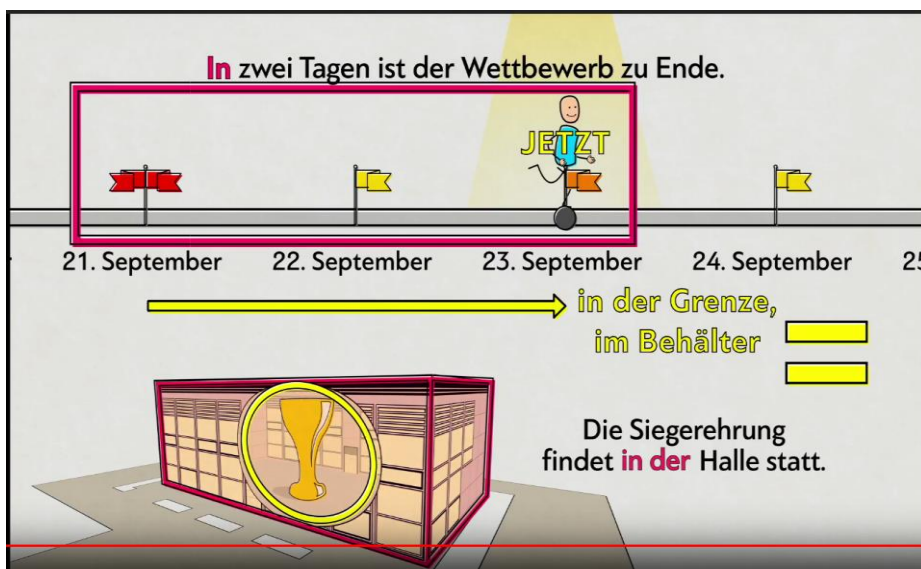 In zwei Tagen ist der Wettbewerb zu Ende.
JETZT
21. September 22. September 23. September 24. September 25
in der Grenze,
im Behälter
Die Siegerehrung
findet in der Halle statt.